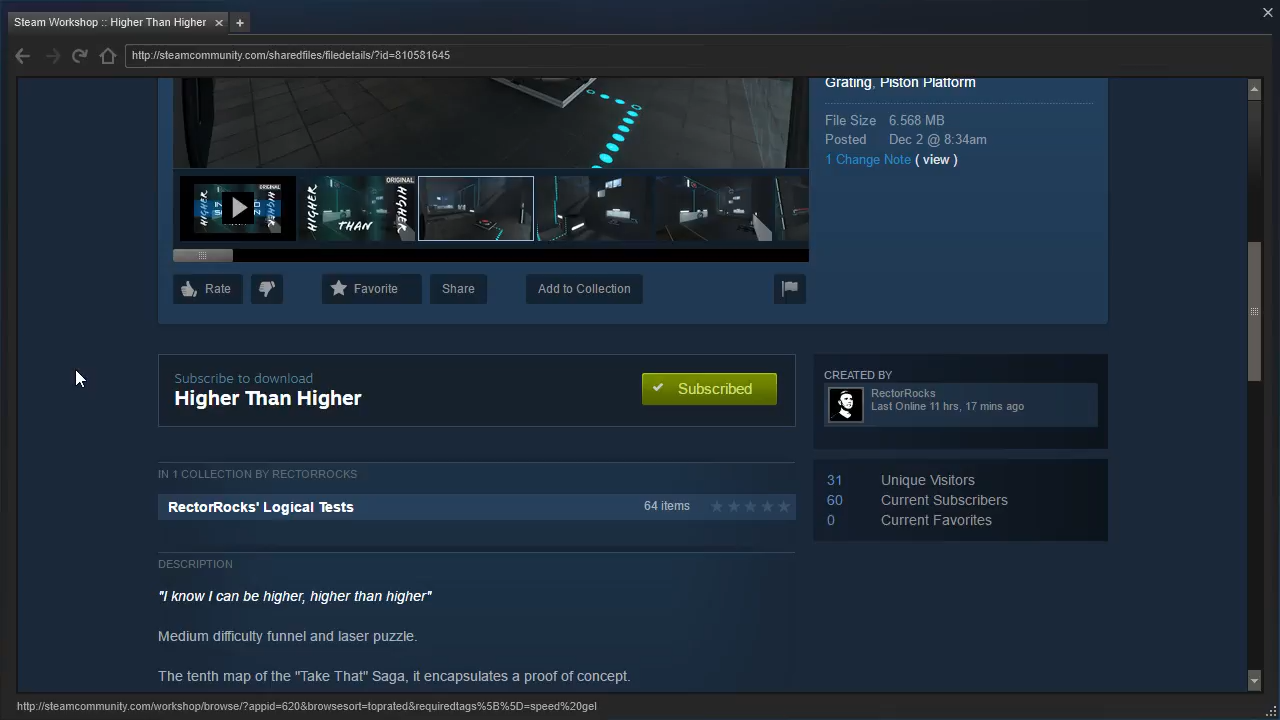 Steam Workshop :: Higher Than Higher
http://steamcommunity.com/sharedfiles/filedetails/?id=810581645
Grating, Piston Platform
File Size 6.568 MB
Posted Dec 2 @ 8:34am
1 Change Note ( view )
ORIGINAL
HIGHER
HIGHER
ORIGINAL
HIGHER
THAN
HIGHER
Rate
Favorite
Share
Add to Collection
Subscribe to download
Higher Than Higher
Subscribed
CREATED BY
RectorRocks
Last Online 11 hrs, 17 mins ago
IN 1 COLLECTION BY RECTORROCKS
RectorRocks' Logical Tests 64 items
31 Unique Visitors
60 Current Subscribers
0 Current Favorites
DESCRIPTION
"I know I can be higher, higher than higher"
Medium difficulty funnel and laser puzzle.
The tenth map of the "Take That" Saga, it encapsulates a proof of concept.
http://steamcommunity.com/workshop/browse/?appid=620&browsesort=toprated&requiredtags%5B%5D=speed%20gel